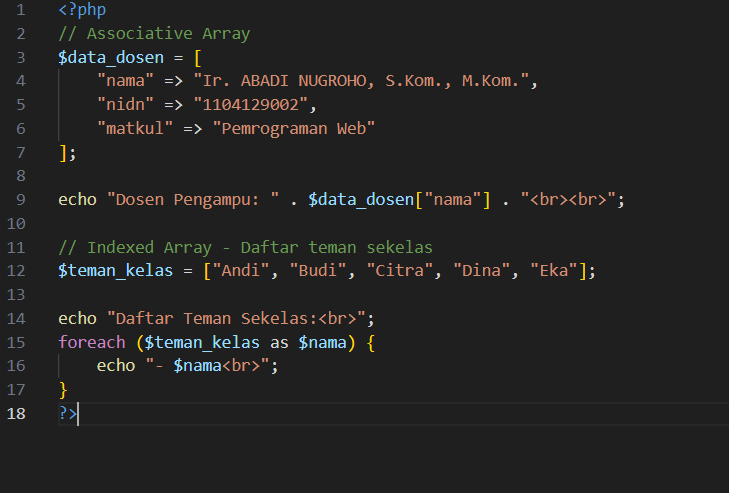 1 <?php
2 // Associative Array
3 $data_dosen = [
4     "nama" => "Ir. ABADI NUGROHO, S.Kom., M.Kom.",
5     "nidn" => "1104129002",
6     "matkul" => "Pemrograman Web"
7 ];
8
9 echo "Dosen Pengampu: " . $data_dosen["nama"] . "<br><br>";
10
11 // Indexed Array - Daftar teman sekelas
12 $teman_kelas = ["Andi", "Budi", "Citra", "Dina", "Eka"];
13
14 echo "Daftar Teman Sekelas:<br>";
15 foreach ($teman_kelas as $nama) {
16     echo "- $nama<br>";
17 }
18 ?>